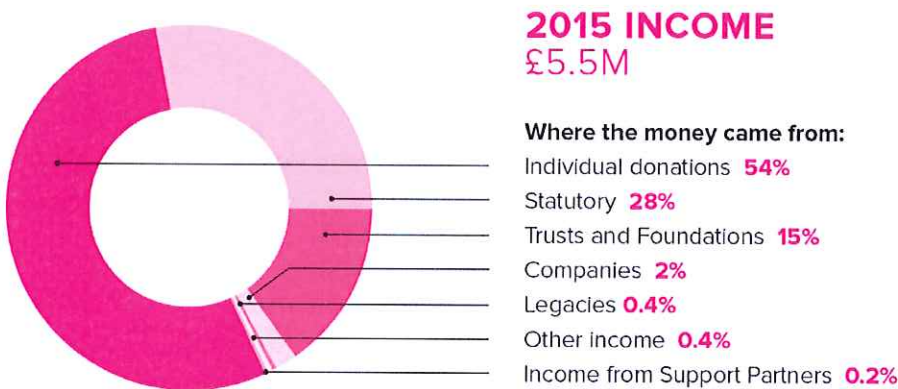 2015 INCOME
£5.5M
Where the money came from:
Individual donations 54%
Statutory 28%
Trusts and Foundations 15%
Companies 2%
Legacies 0.4%
Other income 0.4%
Income from Support Partners 0.2%